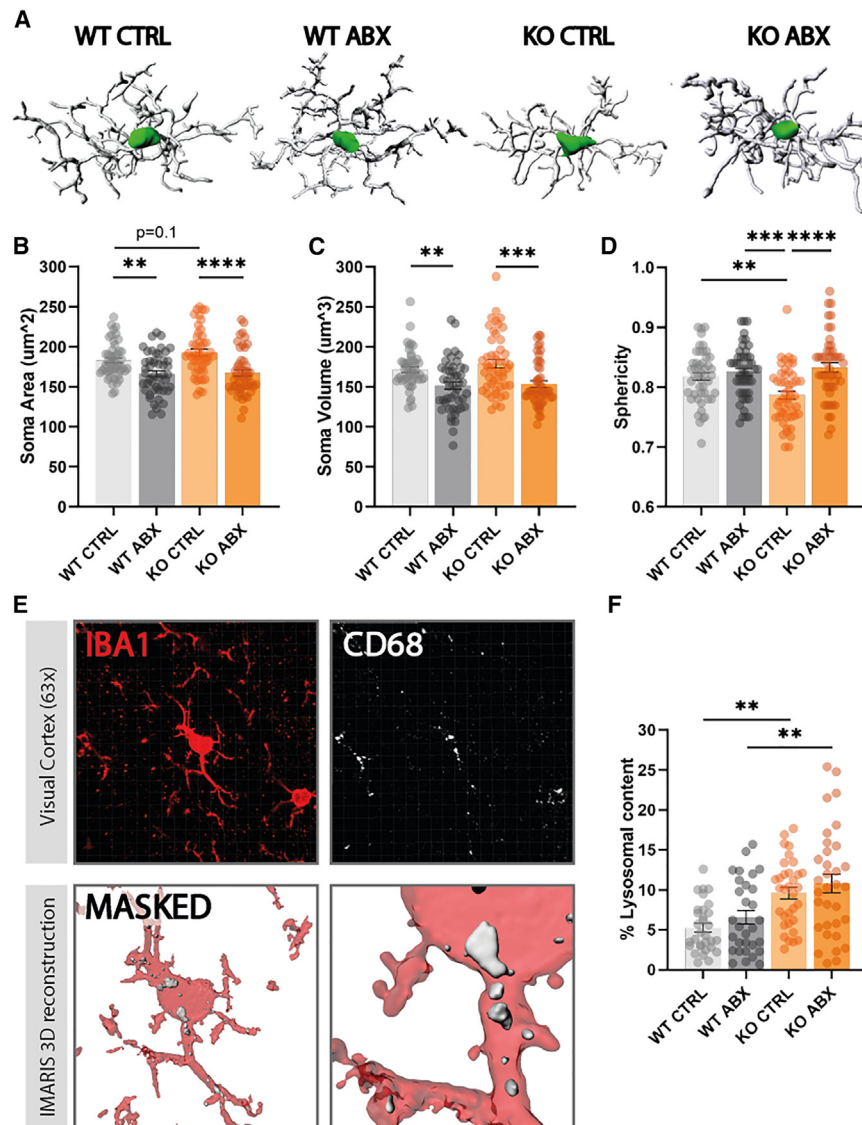 A
WT CTRL WT ABX KO CTRL KO ABX
B
p=0.1
** ****
Soma Area (um^2)
300
250
200
150
100
50
0
WT CTRL
WT ABX
KO CTRL
KO ABX
C
** ***
Soma Volume (um^3)
300
250
200
150
100
50
0
WT CTRL
WT ABX
KO CTRL
KO ABX
D
*** ****
**
Sphericity
1.0
0.9
0.8
0.7
0.6
WT CTRL
WT ABX
KO CTRL
KO ABX
E
Visual Cortex (63x)
IBA1
CD68
IMARIS 3D reconstruction
MASKED
F
**
**
% Lysosomal content
30
25
20
15
10
5
0
WT CTRL
WT ABX
KO CTRL
KO ABX